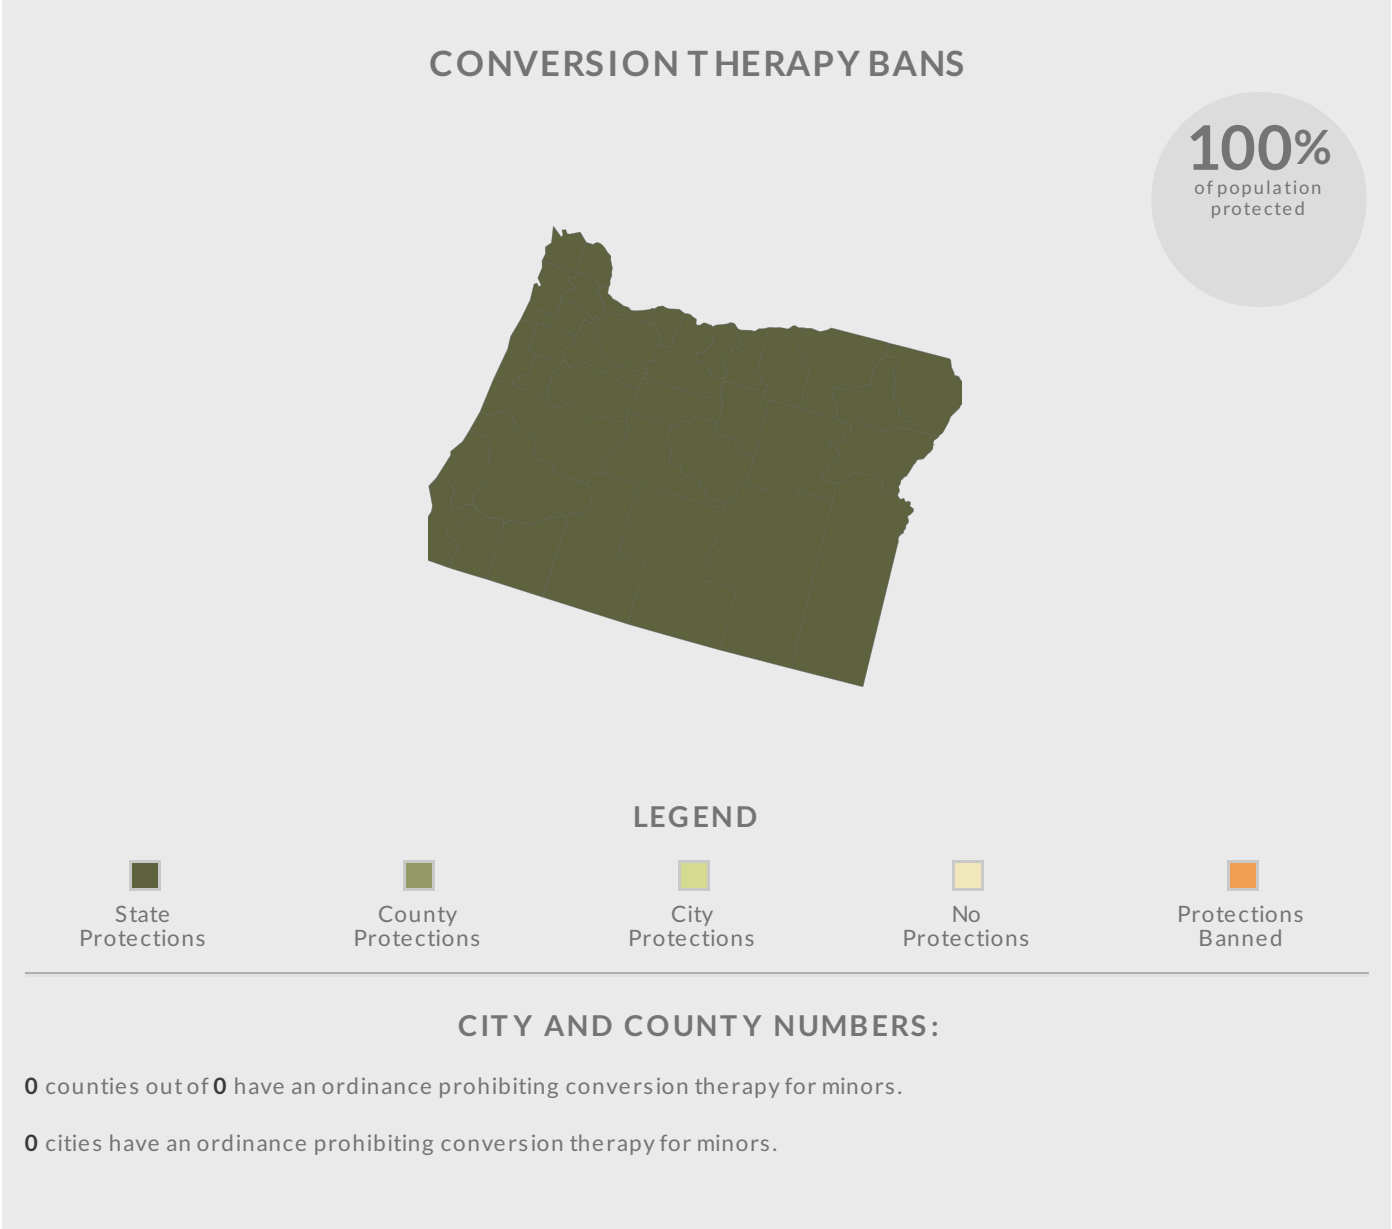 CONVERSION THERAPY BANS
100%
of population
protected
LEGEND
State
Protections
County
Protections
City
Protections
No
Protections
Protections
Banned
CITY AND COUNTY NUMBERS:
0 counties out of 0 have an ordinance prohibiting conversion therapy for minors.
0 cities have an ordinance prohibiting conversion therapy for minors.